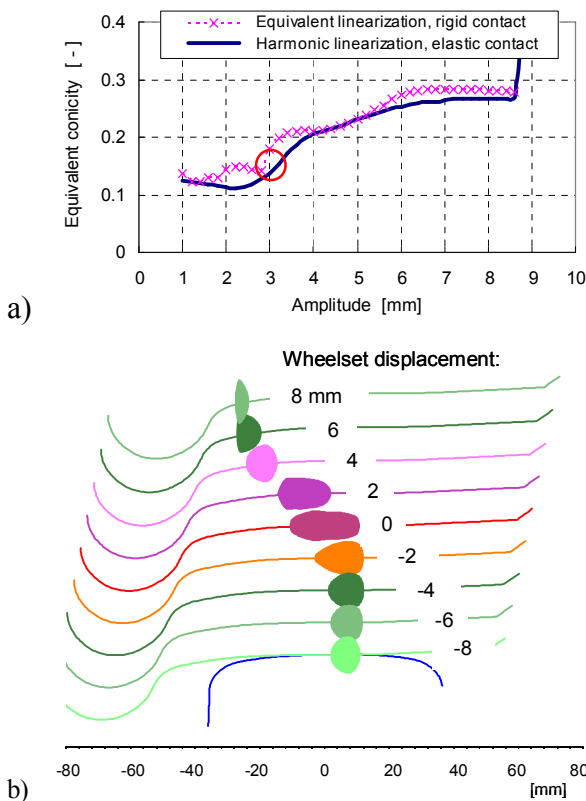 0.4
Equivalent linearization, rigid contact
Harmonic linearization, elastic contact
0.3
0.2
0.1
0
Equivalent conicity [ - ]
0 1 2 3 4 5 6 7 8 9 10
Amplitude [mm]
a)
Wheelset displacement:
8 mm
6
4
2
0
-2
-4
-6
-8
-80 -60 -40 -20 0 20 40 60 80
[mm]
b)